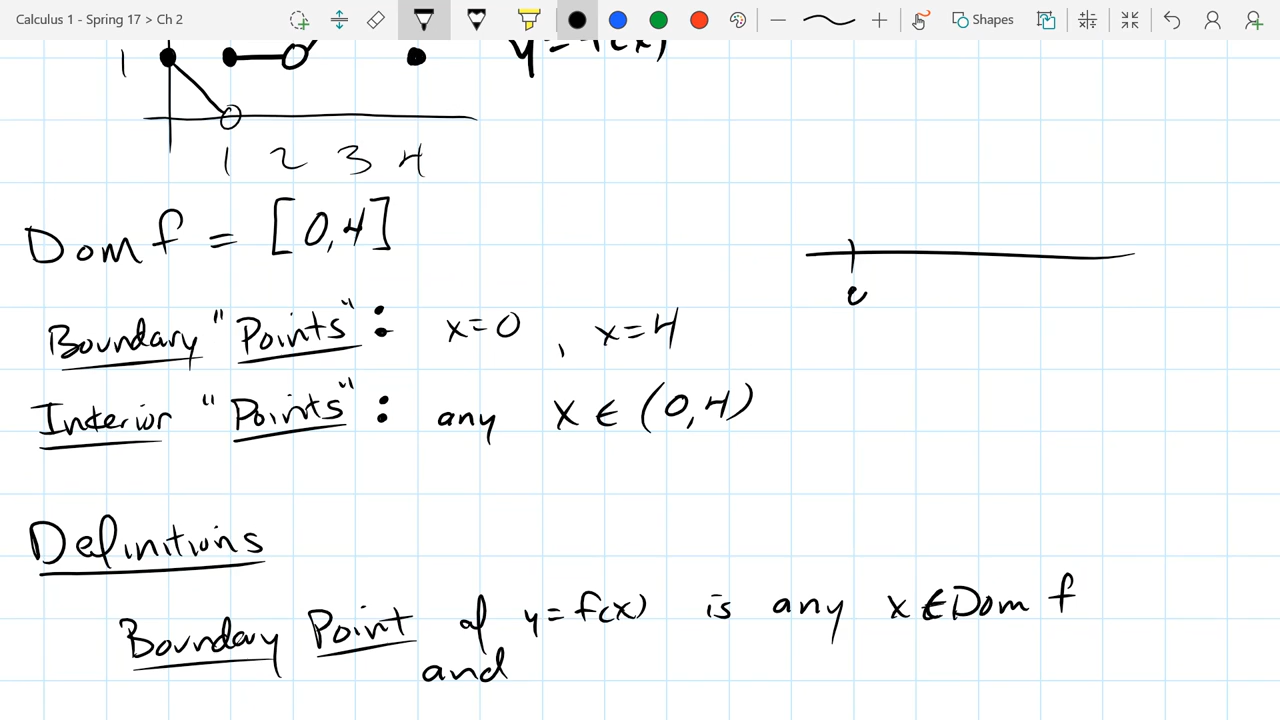 Calculus 1 - Spring 17 > Ch 2
Shapes
1
y=f(x)
1 2 3 4
Dom f = [0,4]
Boundary "Points": x=0 , x=4
Interior "Points": any x ∈ (0,4)
Definitions
Boundary Point of y=f(x) is any x ∈ Dom f
and